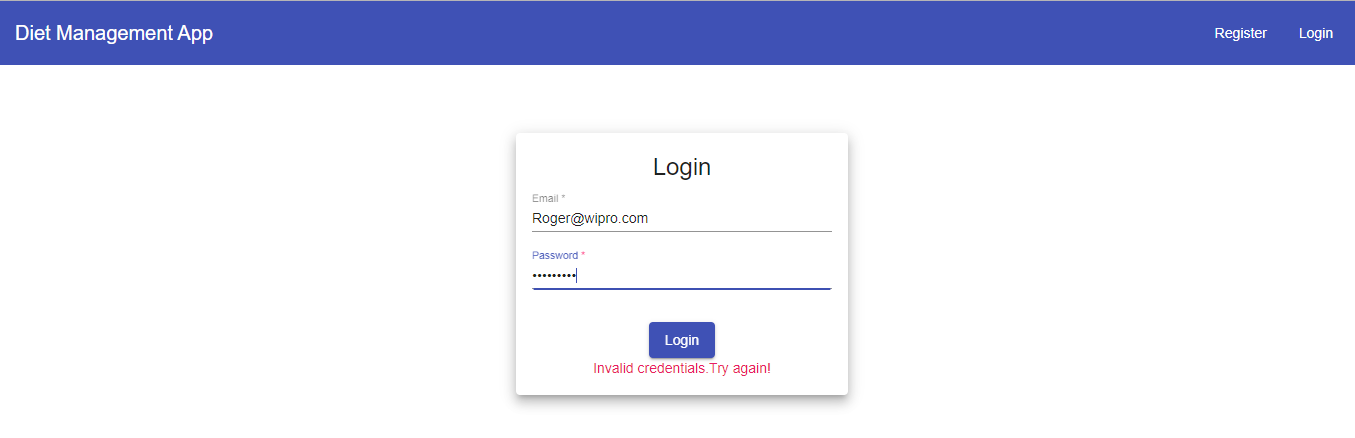 Diet Management App Register Login
Login
Email *
Roger@wipro.com
Password *
•••••••••
Login
Invalid credentials.Try again!